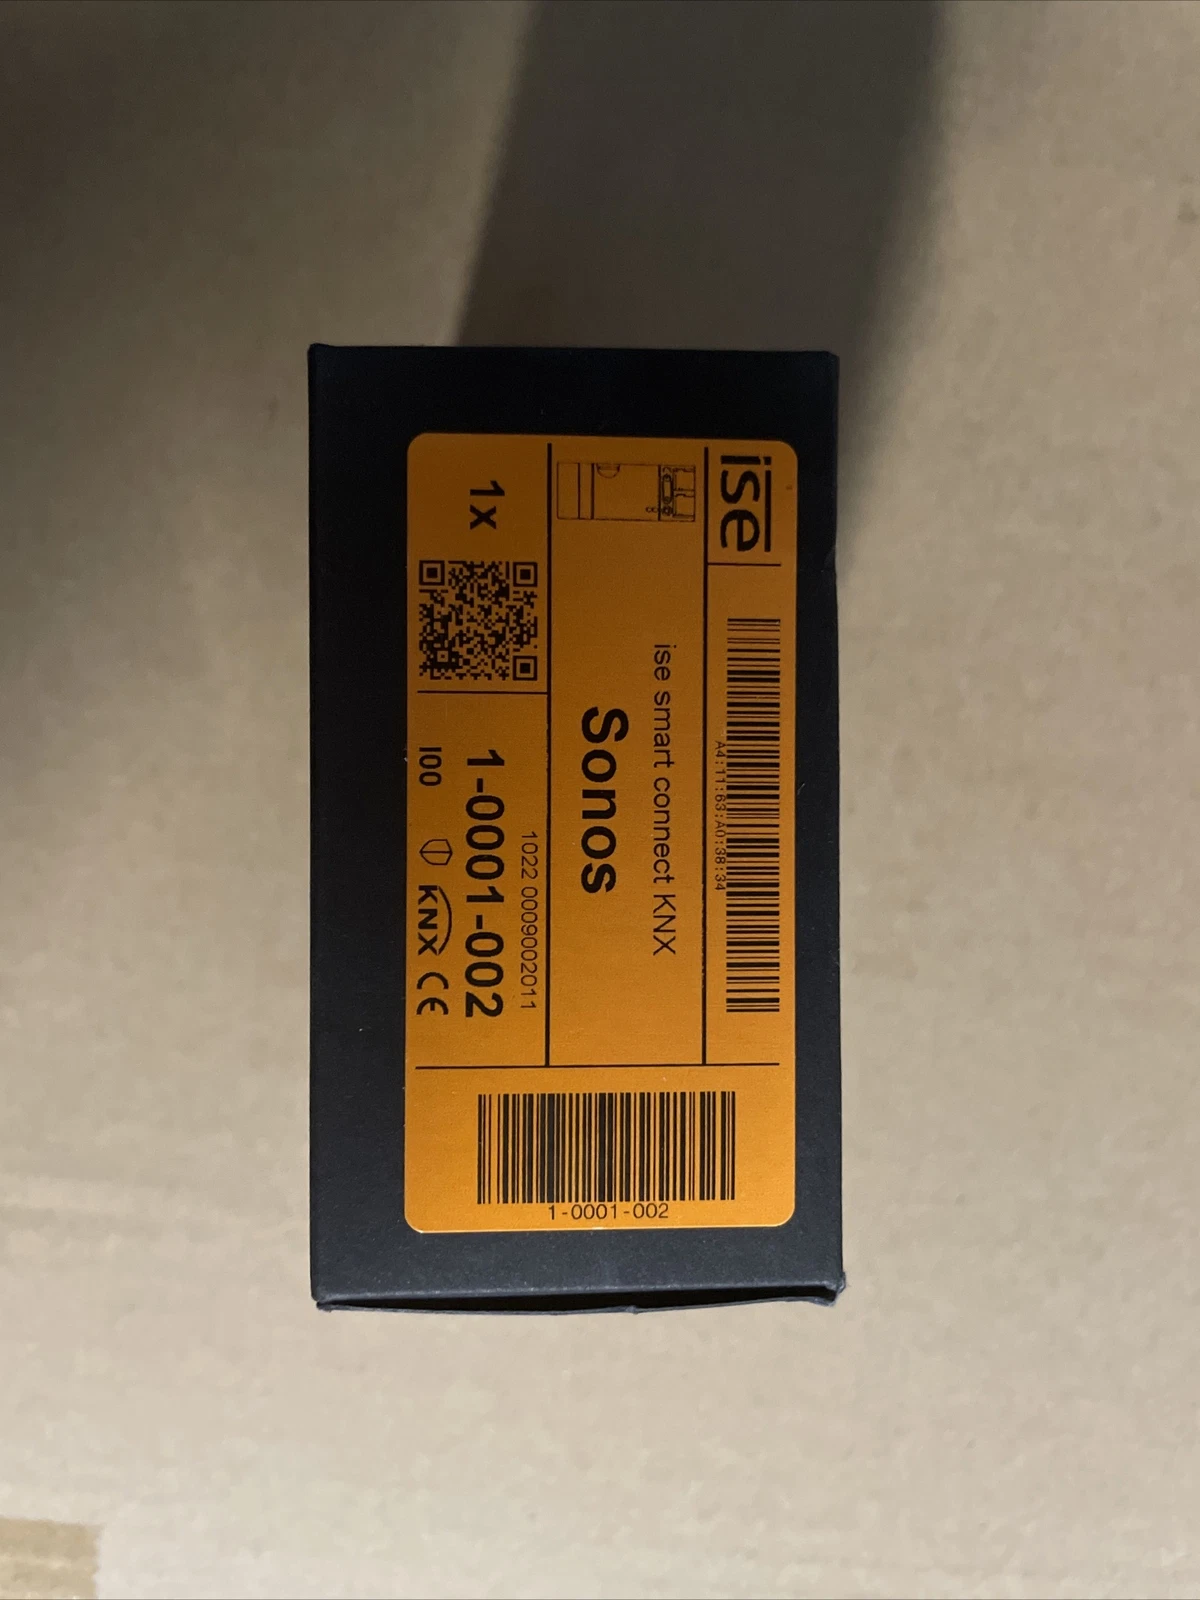 ise
A4:11:63:A0:38:34
ise smart connect KNX
Sonos
1x
1022 0009002011
1-0001-002
I00
KNX CE
1-0001-002